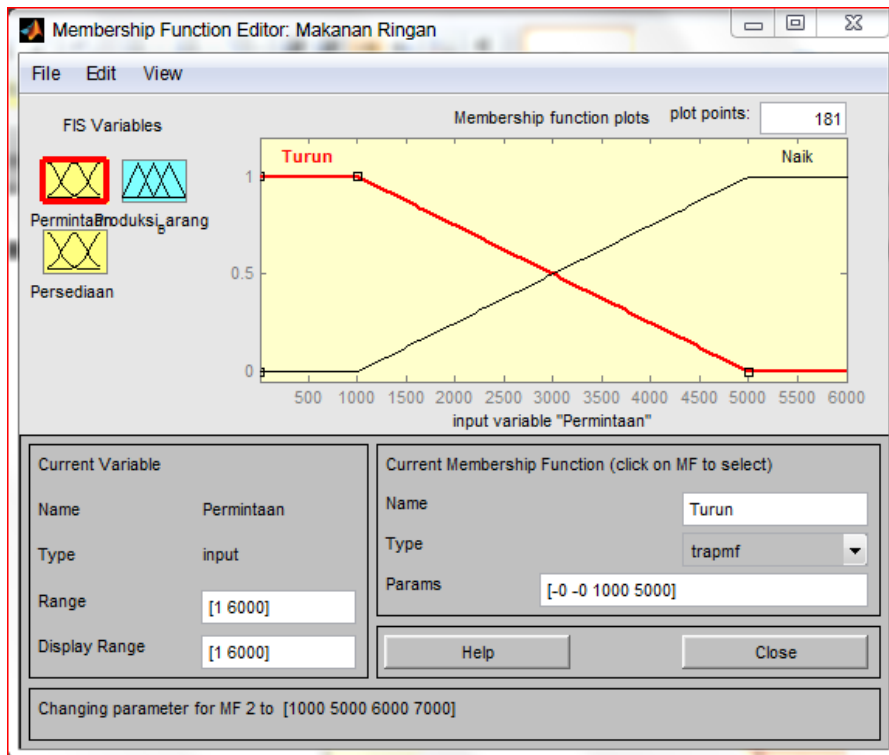 Membership Function Editor: Makanan Ringan
File Edit View
FIS Variables
Membership function plots plot points: 181
Permintaan Produksi_Barang
Persediaan
Turun Naik
1
0.5
0
500 1000 1500 2000 2500 3000 3500 4000 4500 5000 5500 6000
input variable "Permintaan"
Current Variable
Name Permintaan
Type input
Range [1 6000]
Display Range [1 6000]
Current Membership Function (click on MF to select)
Name Turun
Type trapmf
Params [-0 -0 1000 5000]
Help Close
Changing parameter for MF 2 to [1000 5000 6000 7000]